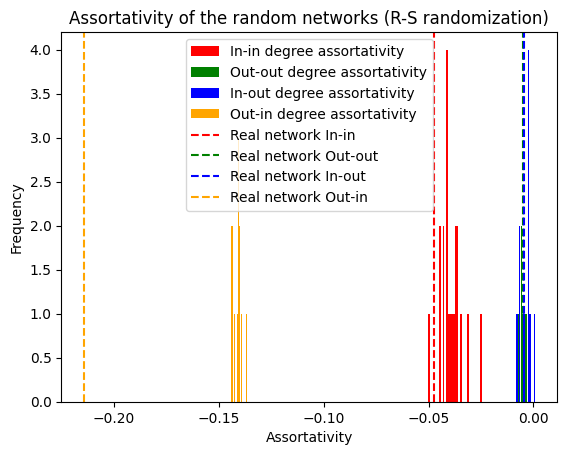 Assortativity of the random networks (R-S randomization)
4.0
3.5
3.0
2.5
2.0
1.5
1.0
0.5
0.0
Frequency
In-in degree assortativity
Out-out degree assortativity
In-out degree assortativity
Out-in degree assortativity
Real network In-in
Real network Out-out
Real network In-out
Real network Out-in
−0.20
−0.15
−0.10
−0.05
0.00
Assortativity